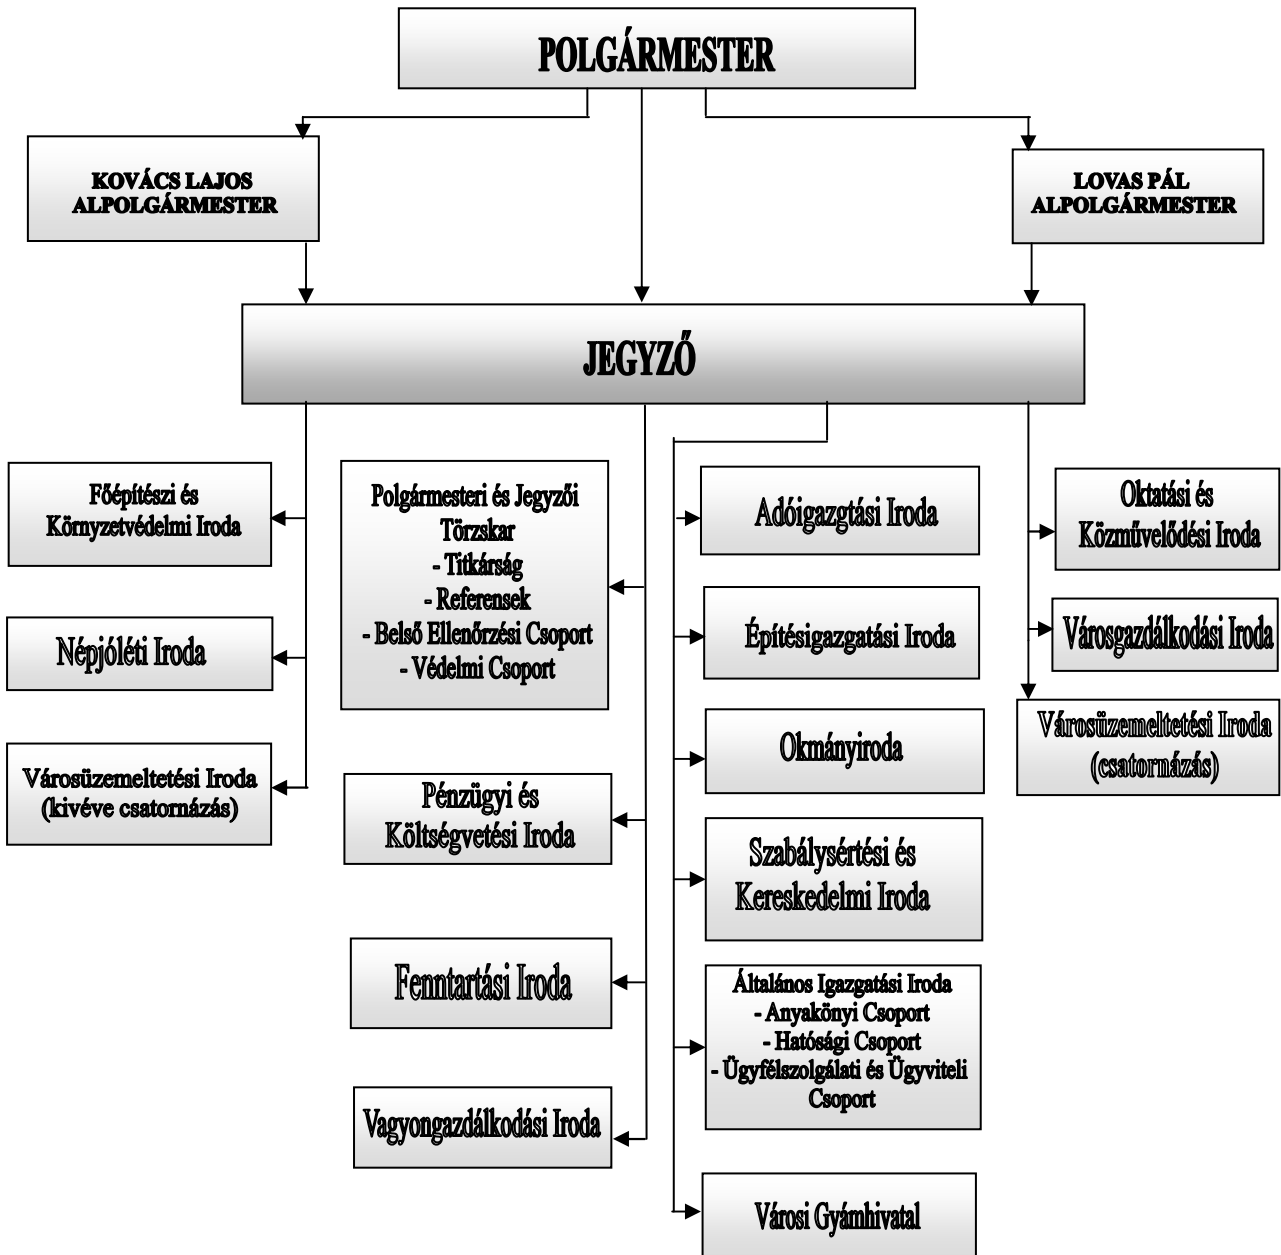 POLGÁRMESTER
KOVÁCS LAJOS
ALPOLGÁRMESTER
LOVAS PÁL
ALPOLGÁRMESTER
JEGYZŐ
Főépítészi és
Környzetvédelmi Iroda
Népjóléti Iroda
Városüzemeltetési Iroda
(kivéve csatornázás)
Polgármesteri és Jegyzői
Törzskar
- Titkárság
- Referensek
- Belső Ellenőrzési Csoport
- Védelmi Csoport
Pénzügyi és
Költségvetési Iroda
Fenntartási Iroda
Vagyongazdálkodási Iroda
Adóigazgtási Iroda
Építésigazgatási Iroda
Okmányiroda
Szabálysértési és
Kereskedelmi Iroda
Általános Igazgatási Iroda
- Anyakönyi Csoport
- Hatósági Csoport
- Ügyfélszolgálati és Ügyviteli
Csoport
Városi Gyámhivatal
Oktatási és
Közművelődési Iroda
Városgazdálkodási Iroda
Városüzemeltetési Iroda
(csatornázás)